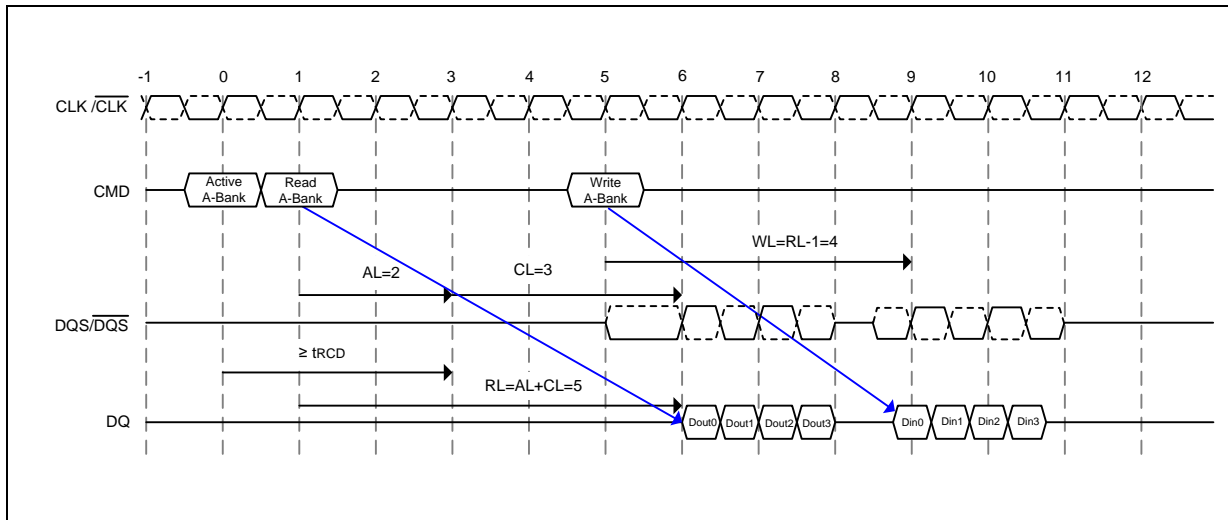 -1 0 1 2 3 4 5 6 7 8 9 10 11 12
CLK /CLK
Active
A-Bank
Read
A-Bank
Write
A-Bank
CMD
WL=RL-1=4
AL=2
CL=3
DQS/DQS
≥ tRCD
RL=AL+CL=5
DQ
Dout0 Dout1 Dout2 Dout3 Din0 Din1 Din2 Din3